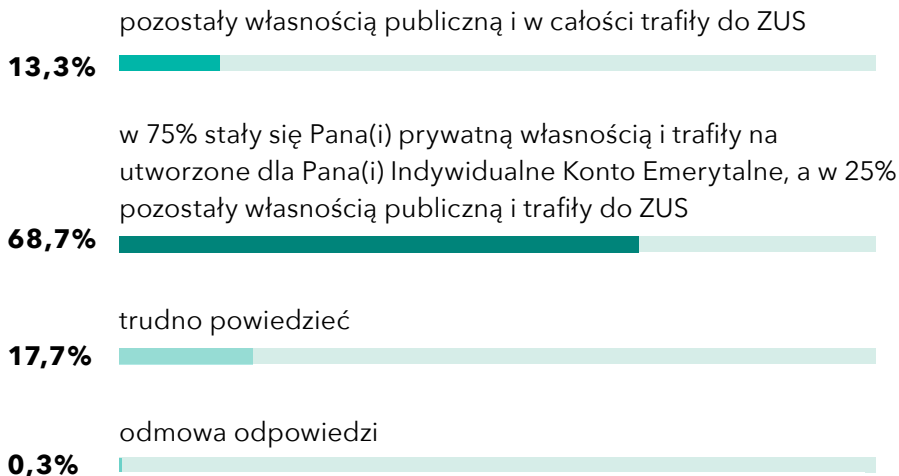 pozostały własnością publiczną i w całości trafiły do ZUS
13,3%
w 75% stały się Pana(i) prywatną własnością i trafiły na
utworzone dla Pana(i) Indywidualne Konto Emerytalne, a w 25%
pozostały własnością publiczną i trafiły do ZUS
68,7%
trudno powiedzieć
17,7%
odmowa odpowiedzi
0,3%